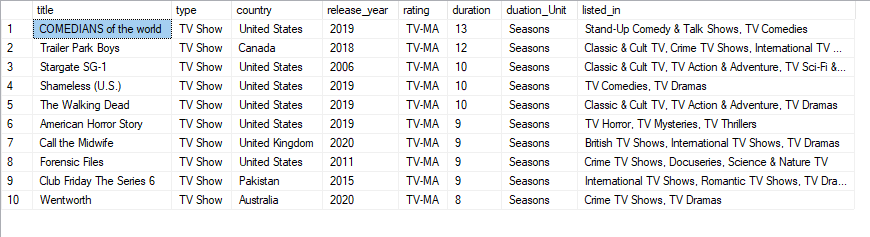 title type country release_year rating duration duation_Unit listed_in
1 COMEDIANS of the world TV Show United States 2019 TV-MA 13 Seasons Stand-Up Comedy & Talk Shows, TV Comedies
2 Trailer Park Boys TV Show Canada 2018 TV-MA 12 Seasons Classic & Cult TV, Crime TV Shows, International TV ...
3 Stargate SG-1 TV Show United States 2006 TV-MA 10 Seasons Classic & Cult TV, TV Action & Adventure, TV Sci-Fi &...
4 Shameless (U.S.) TV Show United States 2019 TV-MA 10 Seasons TV Comedies, TV Dramas
5 The Walking Dead TV Show United States 2019 TV-MA 10 Seasons Classic & Cult TV, TV Action & Adventure, TV Dramas
6 American Horror Story TV Show United States 2019 TV-MA 9 Seasons TV Horror, TV Mysteries, TV Thrillers
7 Call the Midwife TV Show United Kingdom 2020 TV-MA 9 Seasons British TV Shows, International TV Shows, TV Dramas
8 Forensic Files TV Show United States 2011 TV-MA 9 Seasons Crime TV Shows, Docuseries, Science & Nature TV
9 Club Friday The Series 6 TV Show Pakistan 2015 TV-MA 9 Seasons International TV Shows, Romantic TV Shows, TV Dra...
10 Wentworth TV Show Australia 2020 TV-MA 8 Seasons Crime TV Shows, TV Dramas